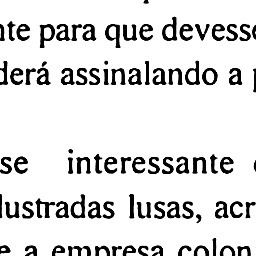 nte para que devesse
derá assinalando a
se interessante
lustradas lusas, acr
e a empresa colon